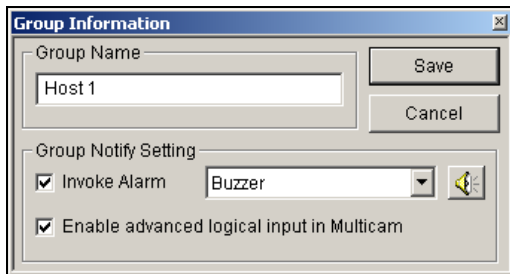 Group Information
Group Name
Host 1
Save
Cancel
Group Notify Setting
Invoke Alarm
Buzzer
Enable advanced logical input in Multicam